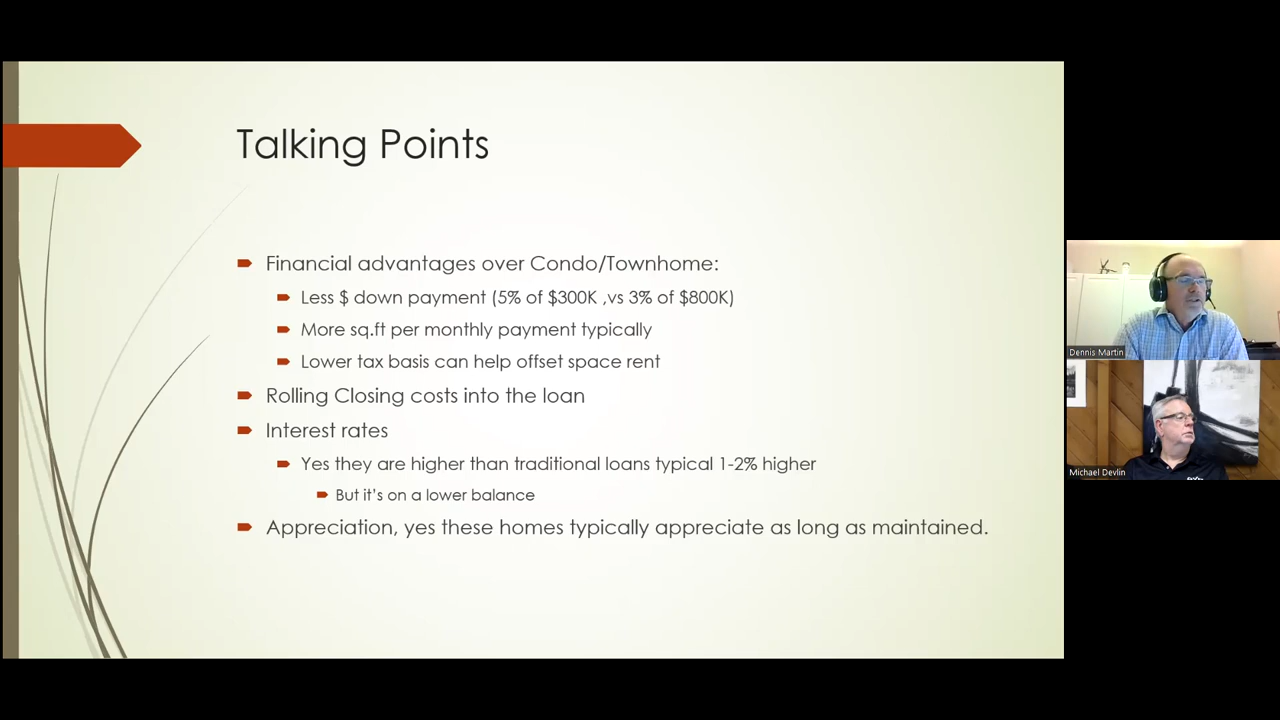 Talking Points
Financial advantages over Condo/Townhome:
Less $ down payment (5% of $300K ,vs 3% of $800K)
More sq.ft per monthly payment typically
Lower tax basis can help offset space rent
Rolling Closing costs into the loan
Interest rates
Yes they are higher than traditional loans typical 1-2% higher
But it's on a lower balance
Appreciation, yes these homes typically appreciate as long as maintained.
Dennis Martin
Michael Devlin